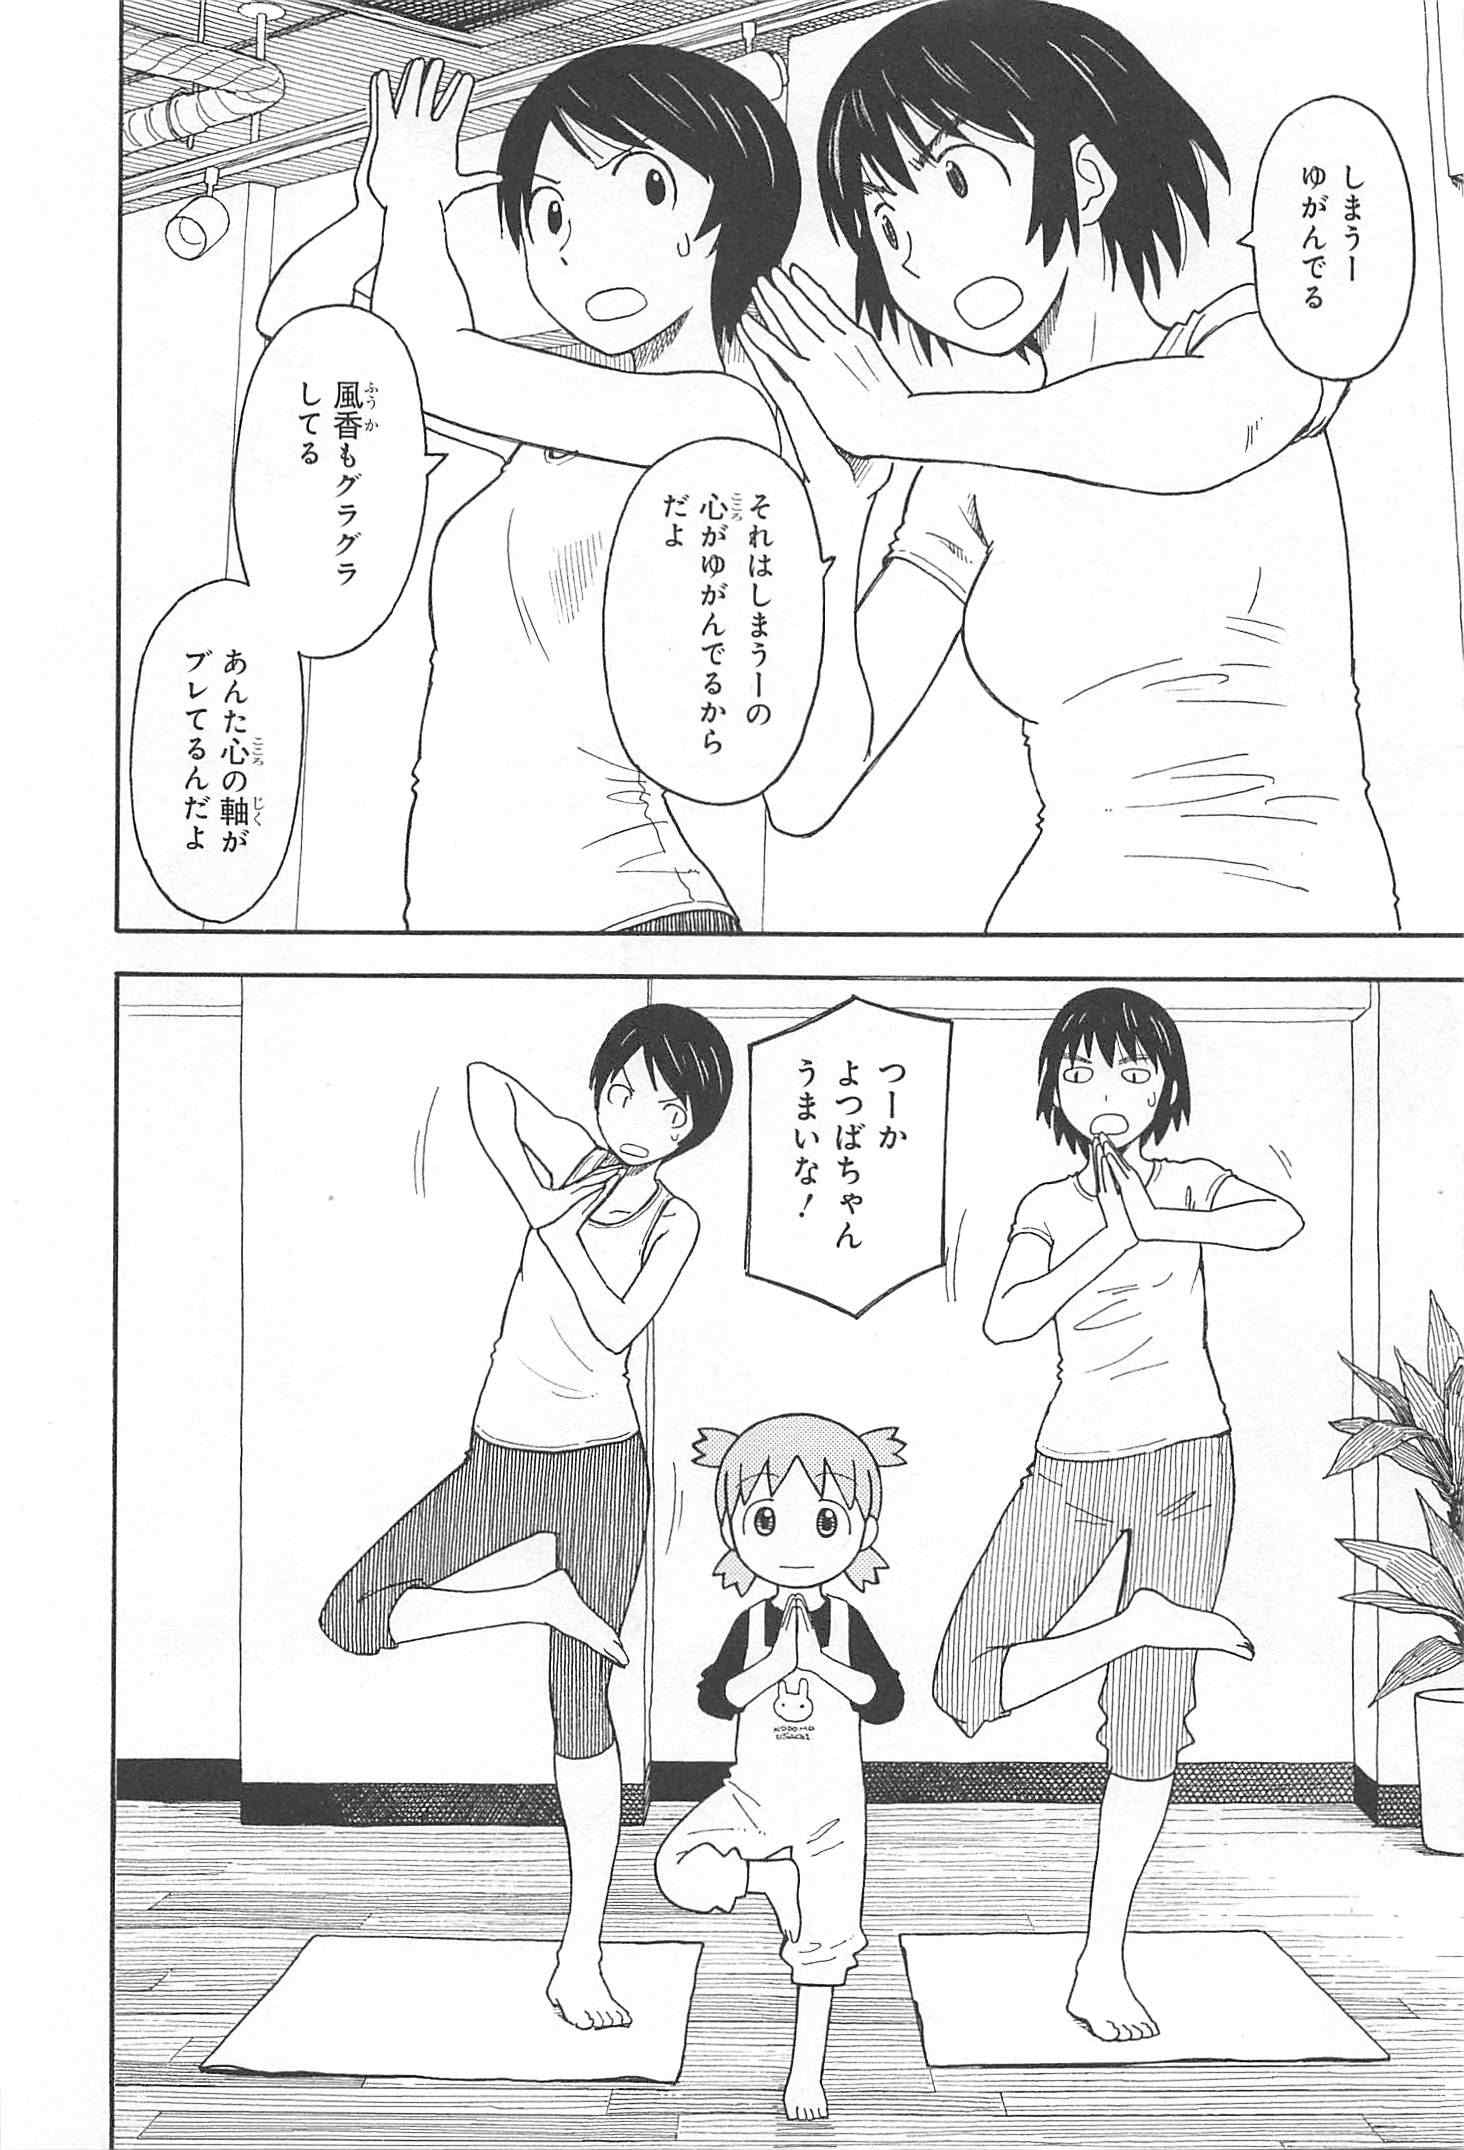 しまうー
ゆがんでる
それはしまうーの
心がゆがんでるから
だよ
風香もグラグラ
してる
あんた心の軸が
ブレてるんだよ
つーか
よつばちゃん
うまいな！
KODOMO
USAGI